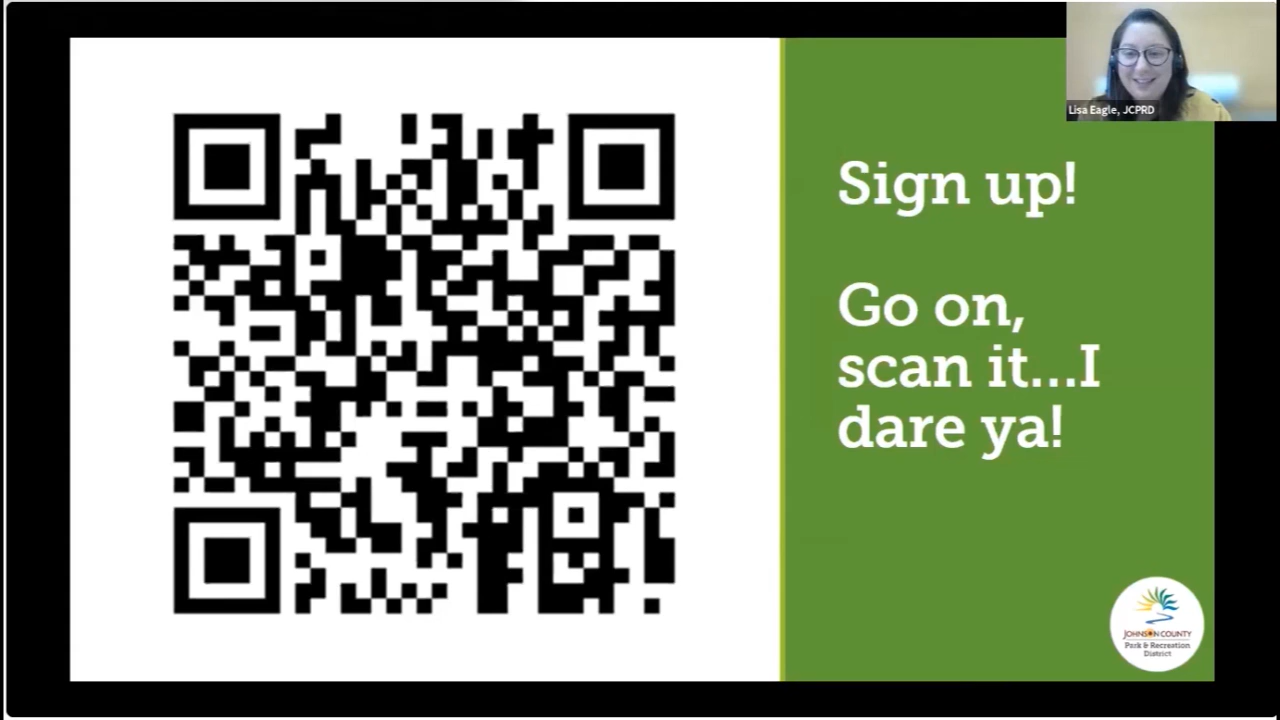 Lisa Eagle, JCPRD
Sign up!
Go on,
scan it...I
dare ya!
JOHNSON COUNTY
Park & Recreation
District